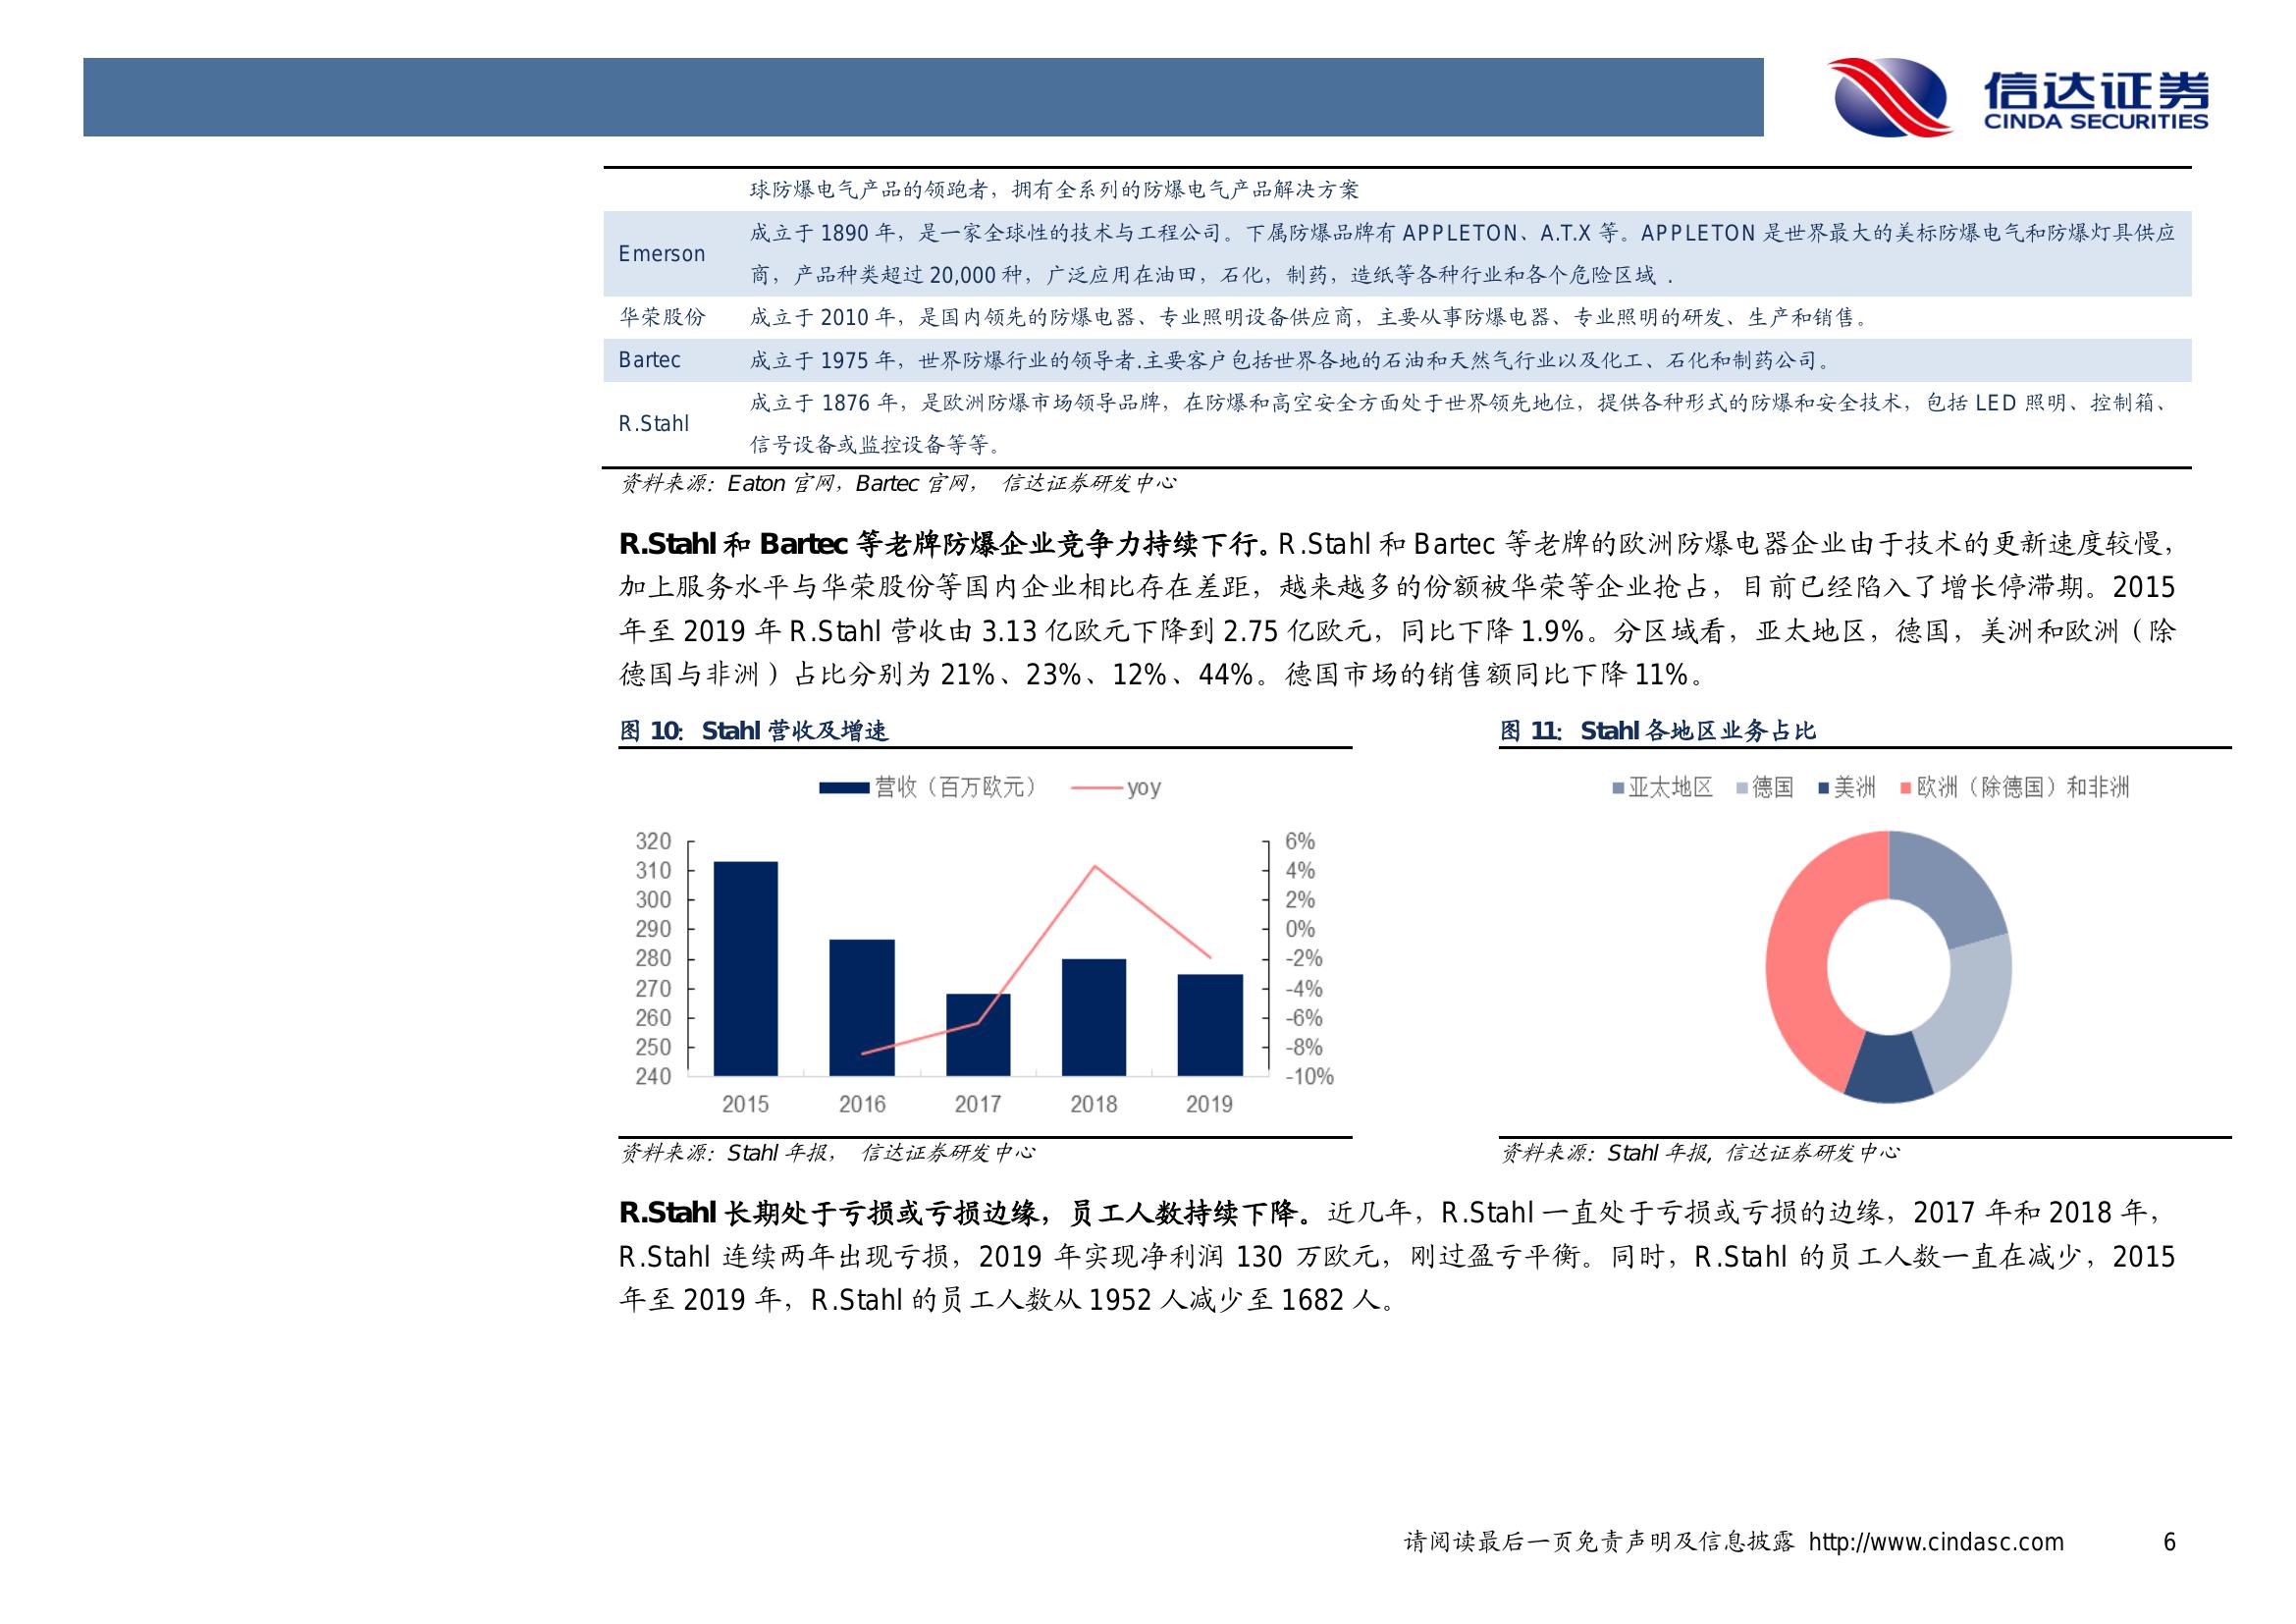 信达证券
CINDA SECURITIES
球防爆电气产品的领跑者，拥有全系列的防爆电气产品解决方案
Emerson
成立于 1890 年，是一家全球性的技术与工程公司。下属防爆品牌有 APPLETON、A.T.X 等。APPLETON 是世界最大的美标防爆电气和防爆灯具供应
商，产品种类超过 20,000 种，广泛应用在油田，石化，制药，造纸等各种行业和各个危险区域 .
华荣股份 成立于 2010 年，是国内领先的防爆电器、专业照明设备供应商，主要从事防爆电器、专业照明的研发、生产和销售。
Bartec 成立于 1975 年，世界防爆行业的领导者.主要客户包括世界各地的石油和天然气行业以及化工、石化和制药公司。
R.Stahl
成立于 1876 年，是欧洲防爆市场领导品牌，在防爆和高空安全方面处于世界领先地位，提供各种形式的防爆和安全技术，包括 LED 照明、控制箱、
信号设备或监控设备等等。
资料来源：Eaton 官网，Bartec 官网， 信达证券研发中心
R.Stahl 和 Bartec 等老牌防爆企业竞争力持续下行。R.Stahl 和 Bartec 等老牌的欧洲防爆电器企业由于技术的更新速度较慢，
加上服务水平与华荣股份等国内企业相比存在差距，越来越多的份额被华荣等企业抢占，目前已经陷入了增长停滞期。2015
年至 2019 年 R.Stahl 营收由 3.13 亿欧元下降到 2.75 亿欧元，同比下降 1.9%。分区域看，亚太地区，德国，美洲和欧洲（除
德国与非洲）占比分别为 21%、23%、12%、44%。德国市场的销售额同比下降 11%。
图 10： Stahl 营收及增速
营收（百万欧元） yoy
320 6%
310 4%
300 2%
290 0%
280 -2%
270 -4%
260 -6%
250 -8%
240 -10%
2015 2016 2017 2018 2019
资料来源：Stahl 年报， 信达证券研发中心
图 11： Stahl 各地区业务占比
亚太地区 德国 美洲 欧洲（除德国）和非洲
资料来源：Stahl 年报, 信达证券研发中心
R.Stahl 长期处于亏损或亏损边缘，员工人数持续下降。近几年，R.Stahl 一直处于亏损或亏损的边缘，2017 年和 2018 年，
R.Stahl 连续两年出现亏损，2019 年实现净利润 130 万欧元，刚过盈亏平衡。同时，R.Stahl 的员工人数一直在减少，2015
年至 2019 年，R.Stahl 的员工人数从 1952 人减少至 1682 人。
请阅读最后一页免责声明及信息披露 http://www.cindasc.com 6